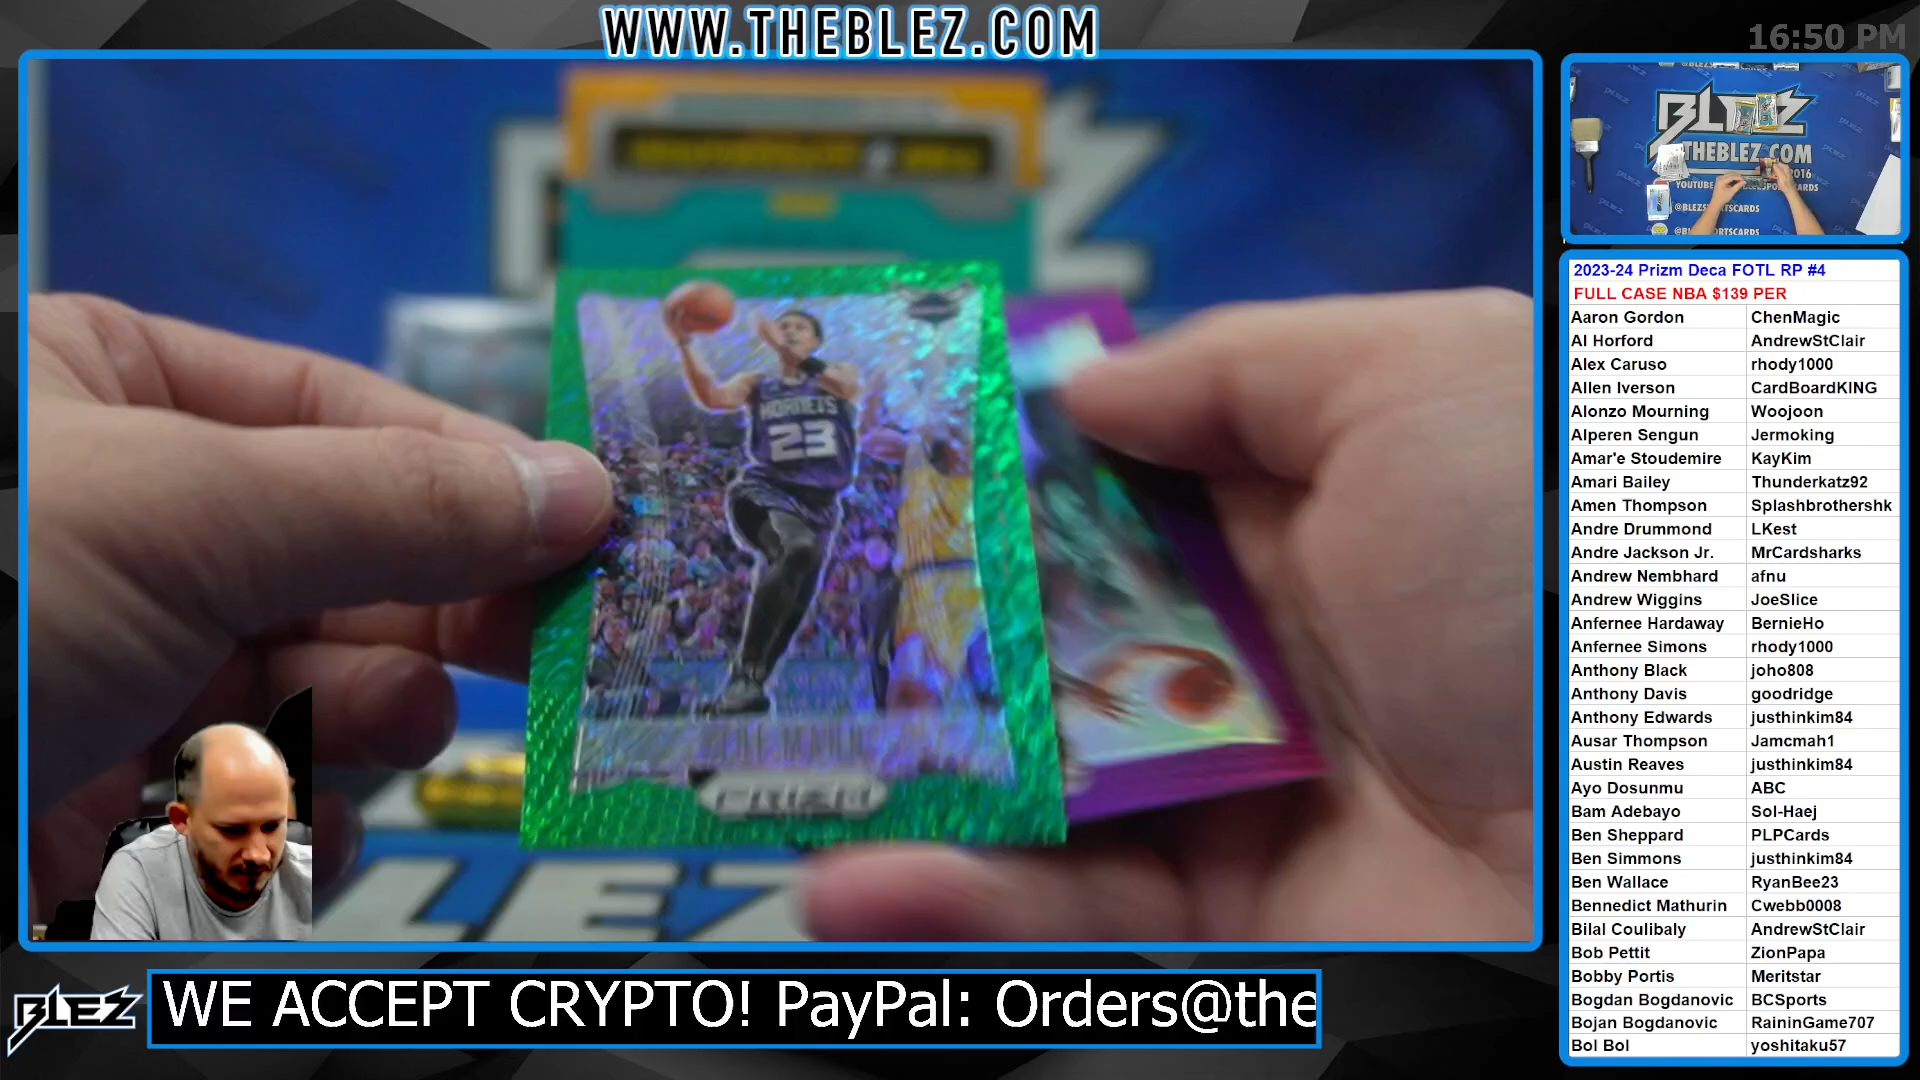 WWW.THEBLEZ.COM
16:50 PM
BLEZ
THEBLEZ.COM
2016
@BLEZSPORTSCARDS
HORNETS
23
PRIZM
2023-24 Prizm Deca FOTL RP #4
FULL CASE NBA $139 PER
Aaron Gordon ChenMagic
Al Horford AndrewStClair
Alex Caruso rhody1000
Allen Iverson CardBoardKING
Alonzo Mourning Woojoon
Alperen Sengun Jermoking
Amar'e Stoudemire KayKim
Amari Bailey Thunderkatz92
Amen Thompson Splashbrothershk
Andre Drummond LKest
Andre Jackson Jr. MrCardsharks
Andrew Nembhard afnu
Andrew Wiggins JoeSlice
Anfernee Hardaway BernieHo
Anfernee Simons rhody1000
Anthony Black joho808
Anthony Davis goodridge
Anthony Edwards justhinkim84
Ausar Thompson Jamcmah1
Austin Reaves justhinkim84
Ayo Dosunmu ABC
Bam Adebayo Sol-Haej
Ben Sheppard PLPCards
Ben Simmons justhinkim84
Ben Wallace RyanBee23
Bennedict Mathurin Cwebb0008
Bilal Coulibaly AndrewStClair
Bob Pettit ZionPapa
Bobby Portis Meritstar
Bogdan Bogdanovic BCSports
Bojan Bogdanovic RaininGame707
Bol Bol yoshitaku57
BLEZ
WE ACCEPT CRYPTO! PayPal: Orders@the